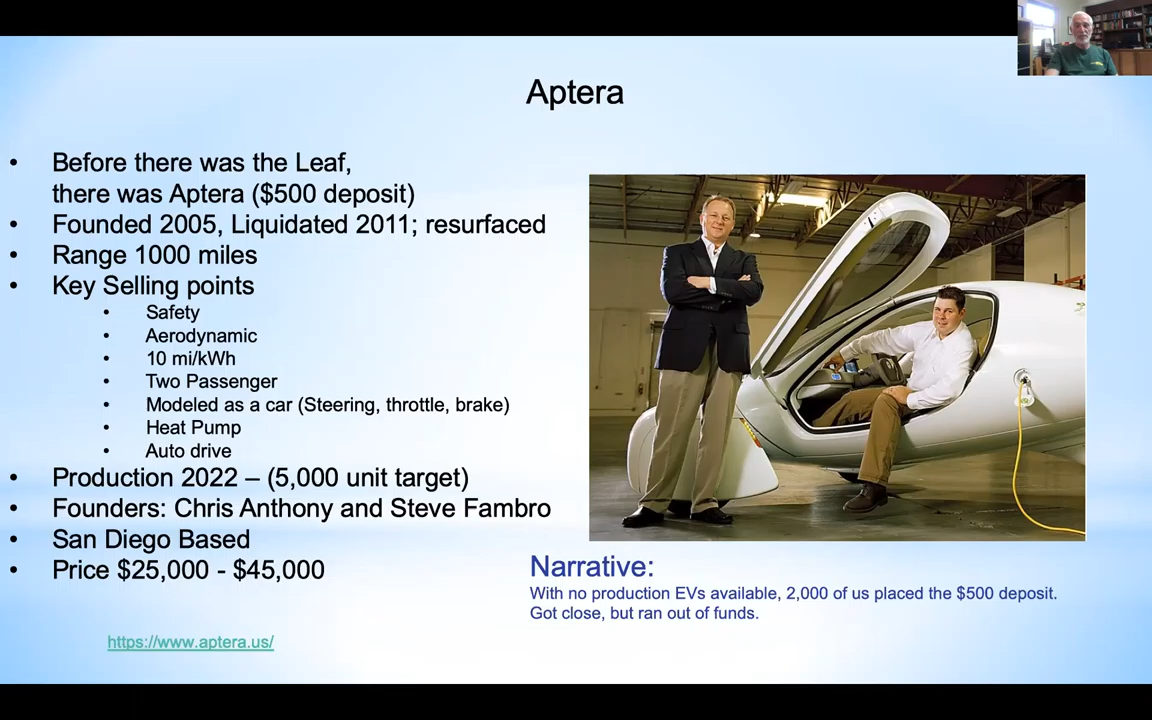 Aptera
• Before there was the Leaf,
there was Aptera ($500 deposit)
• Founded 2005, Liquidated 2011; resurfaced
• Range 1000 miles
• Key Selling points
• Safety
• Aerodynamic
• 10 mi/kWh
• Two Passenger
• Modeled as a car (Steering, throttle, brake)
• Heat Pump
• Auto drive
• Production 2022 – (5,000 unit target)
• Founders: Chris Anthony and Steve Fambro
• San Diego Based
• Price $25,000 - $45,000
https://www.aptera.us/
Narrative:
With no production EVs available, 2,000 of us placed the $500 deposit.
Got close, but ran out of funds.